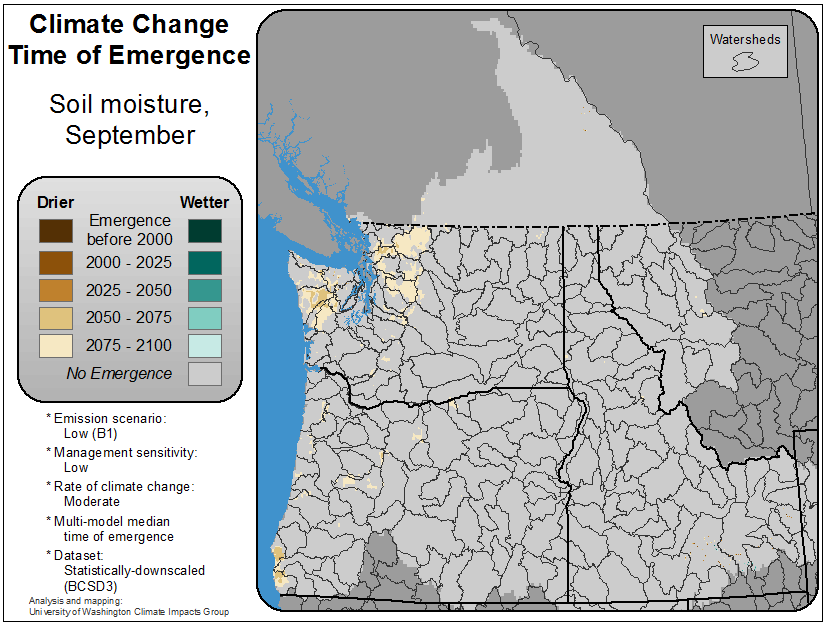 Climate Change
Time of Emergence
Soil moisture,
September
Drier Wetter
Emergence
before 2000
2000 - 2025
2025 - 2050
2050 - 2075
2075 - 2100
No Emergence
* Emission scenario:
Low (B1)
* Management sensitivity:
Low
* Rate of climate change:
Moderate
* Multi-model median
time of emergence
* Dataset:
Statistically-downscaled
(BCSD3)
Analysis and mapping:
University of Washington Climate Impacts Group
Watersheds